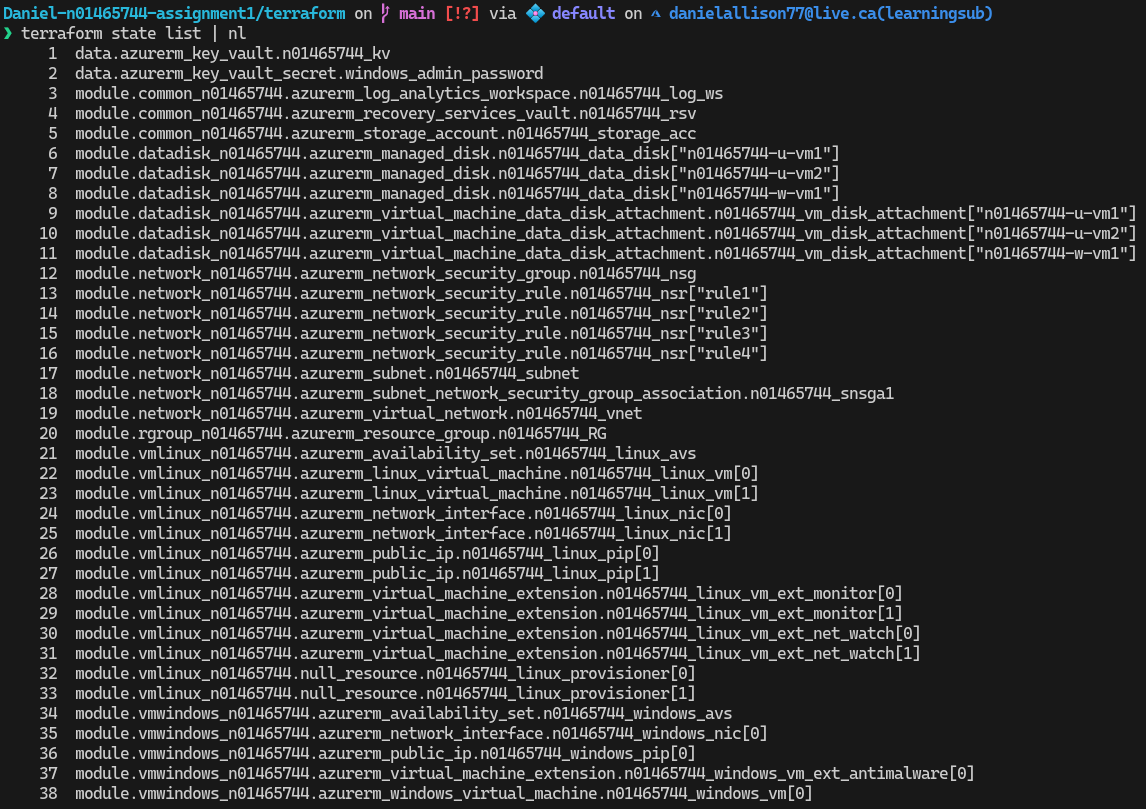 Daniel-n01465744-assignment1/terraform on main [!?] via 💠 default on danielallison77@live.ca(learningsub)
❯ terraform state list | nl
1 data.azurerm_key_vault.n01465744_kv
2 data.azurerm_key_vault_secret.windows_admin_password
3 module.common_n01465744.azurerm_log_analytics_workspace.n01465744_log_ws
4 module.common_n01465744.azurerm_recovery_services_vault.n01465744_rsv
5 module.common_n01465744.azurerm_storage_account.n01465744_storage_acc
6 module.datadisk_n01465744.azurerm_managed_disk.n01465744_data_disk["n01465744-u-vm1"]
7 module.datadisk_n01465744.azurerm_managed_disk.n01465744_data_disk["n01465744-u-vm2"]
8 module.datadisk_n01465744.azurerm_managed_disk.n01465744_data_disk["n01465744-w-vm1"]
9 module.datadisk_n01465744.azurerm_virtual_machine_data_disk_attachment.n01465744_vm_disk_attachment["n01465744-u-vm1"]
10 module.datadisk_n01465744.azurerm_virtual_machine_data_disk_attachment.n01465744_vm_disk_attachment["n01465744-u-vm2"]
11 module.datadisk_n01465744.azurerm_virtual_machine_data_disk_attachment.n01465744_vm_disk_attachment["n01465744-w-vm1"]
12 module.network_n01465744.azurerm_network_security_group.n01465744_nsg
13 module.network_n01465744.azurerm_network_security_rule.n01465744_nsr["rule1"]
14 module.network_n01465744.azurerm_network_security_rule.n01465744_nsr["rule2"]
15 module.network_n01465744.azurerm_network_security_rule.n01465744_nsr["rule3"]
16 module.network_n01465744.azurerm_network_security_rule.n01465744_nsr["rule4"]
17 module.network_n01465744.azurerm_subnet.n01465744_subnet
18 module.network_n01465744.azurerm_subnet_network_security_group_association.n01465744_snsga1
19 module.network_n01465744.azurerm_virtual_network.n01465744_vnet
20 module.rgroup_n01465744.azurerm_resource_group.n01465744_RG
21 module.vmlinux_n01465744.azurerm_availability_set.n01465744_linux_avs
22 module.vmlinux_n01465744.azurerm_linux_virtual_machine.n01465744_linux_vm[0]
23 module.vmlinux_n01465744.azurerm_linux_virtual_machine.n01465744_linux_vm[1]
24 module.vmlinux_n01465744.azurerm_network_interface.n01465744_linux_nic[0]
25 module.vmlinux_n01465744.azurerm_network_interface.n01465744_linux_nic[1]
26 module.vmlinux_n01465744.azurerm_public_ip.n01465744_linux_pip[0]
27 module.vmlinux_n01465744.azurerm_public_ip.n01465744_linux_pip[1]
28 module.vmlinux_n01465744.azurerm_virtual_machine_extension.n01465744_linux_vm_ext_monitor[0]
29 module.vmlinux_n01465744.azurerm_virtual_machine_extension.n01465744_linux_vm_ext_monitor[1]
30 module.vmlinux_n01465744.azurerm_virtual_machine_extension.n01465744_linux_vm_ext_net_watch[0]
31 module.vmlinux_n01465744.azurerm_virtual_machine_extension.n01465744_linux_vm_ext_net_watch[1]
32 module.vmlinux_n01465744.null_resource.n01465744_linux_provisioner[0]
33 module.vmlinux_n01465744.null_resource.n01465744_linux_provisioner[1]
34 module.vmwindows_n01465744.azurerm_availability_set.n01465744_windows_avs
35 module.vmwindows_n01465744.azurerm_network_interface.n01465744_windows_nic[0]
36 module.vmwindows_n01465744.azurerm_public_ip.n01465744_windows_pip[0]
37 module.vmwindows_n01465744.azurerm_virtual_machine_extension.n01465744_windows_vm_ext_antimalware[0]
38 module.vmwindows_n01465744.azurerm_windows_virtual_machine.n01465744_windows_vm[0]